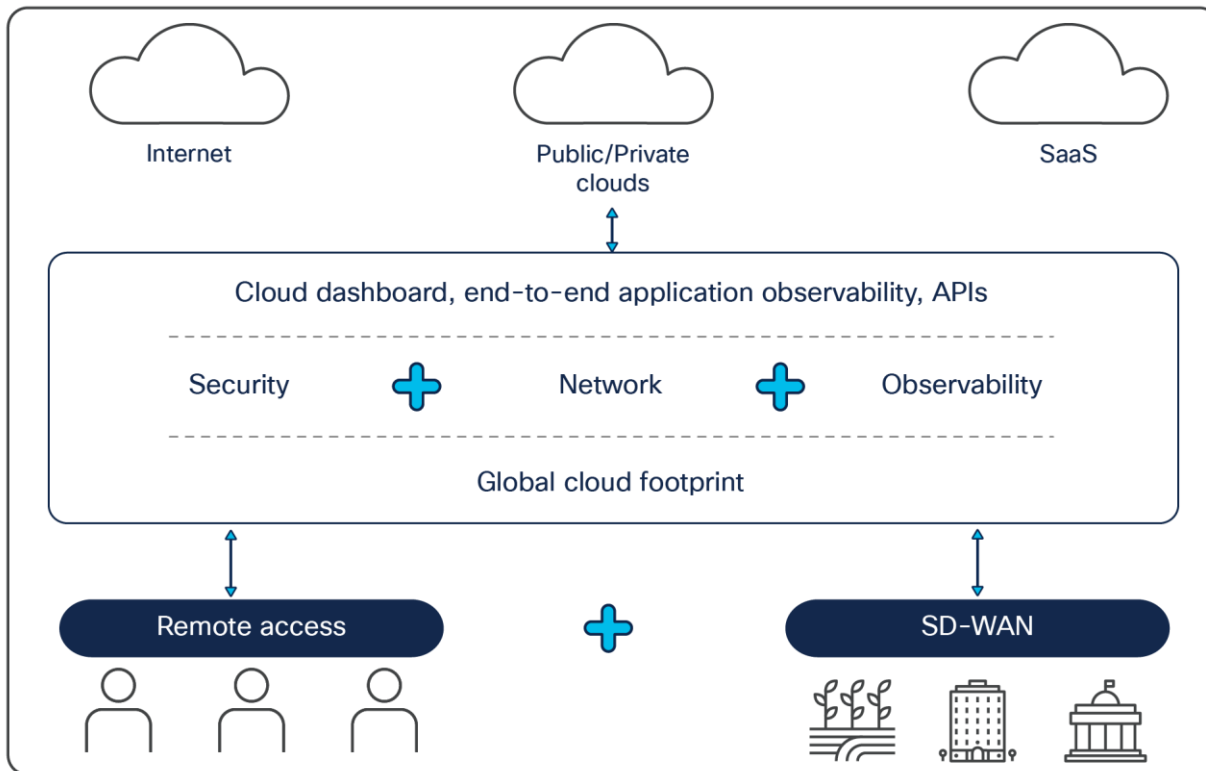 Internet
Public/Private
clouds
SaaS
Cloud dashboard, end-to-end application observability, APIs
Security
Network
Observability
Global cloud footprint
Remote access
SD-WAN